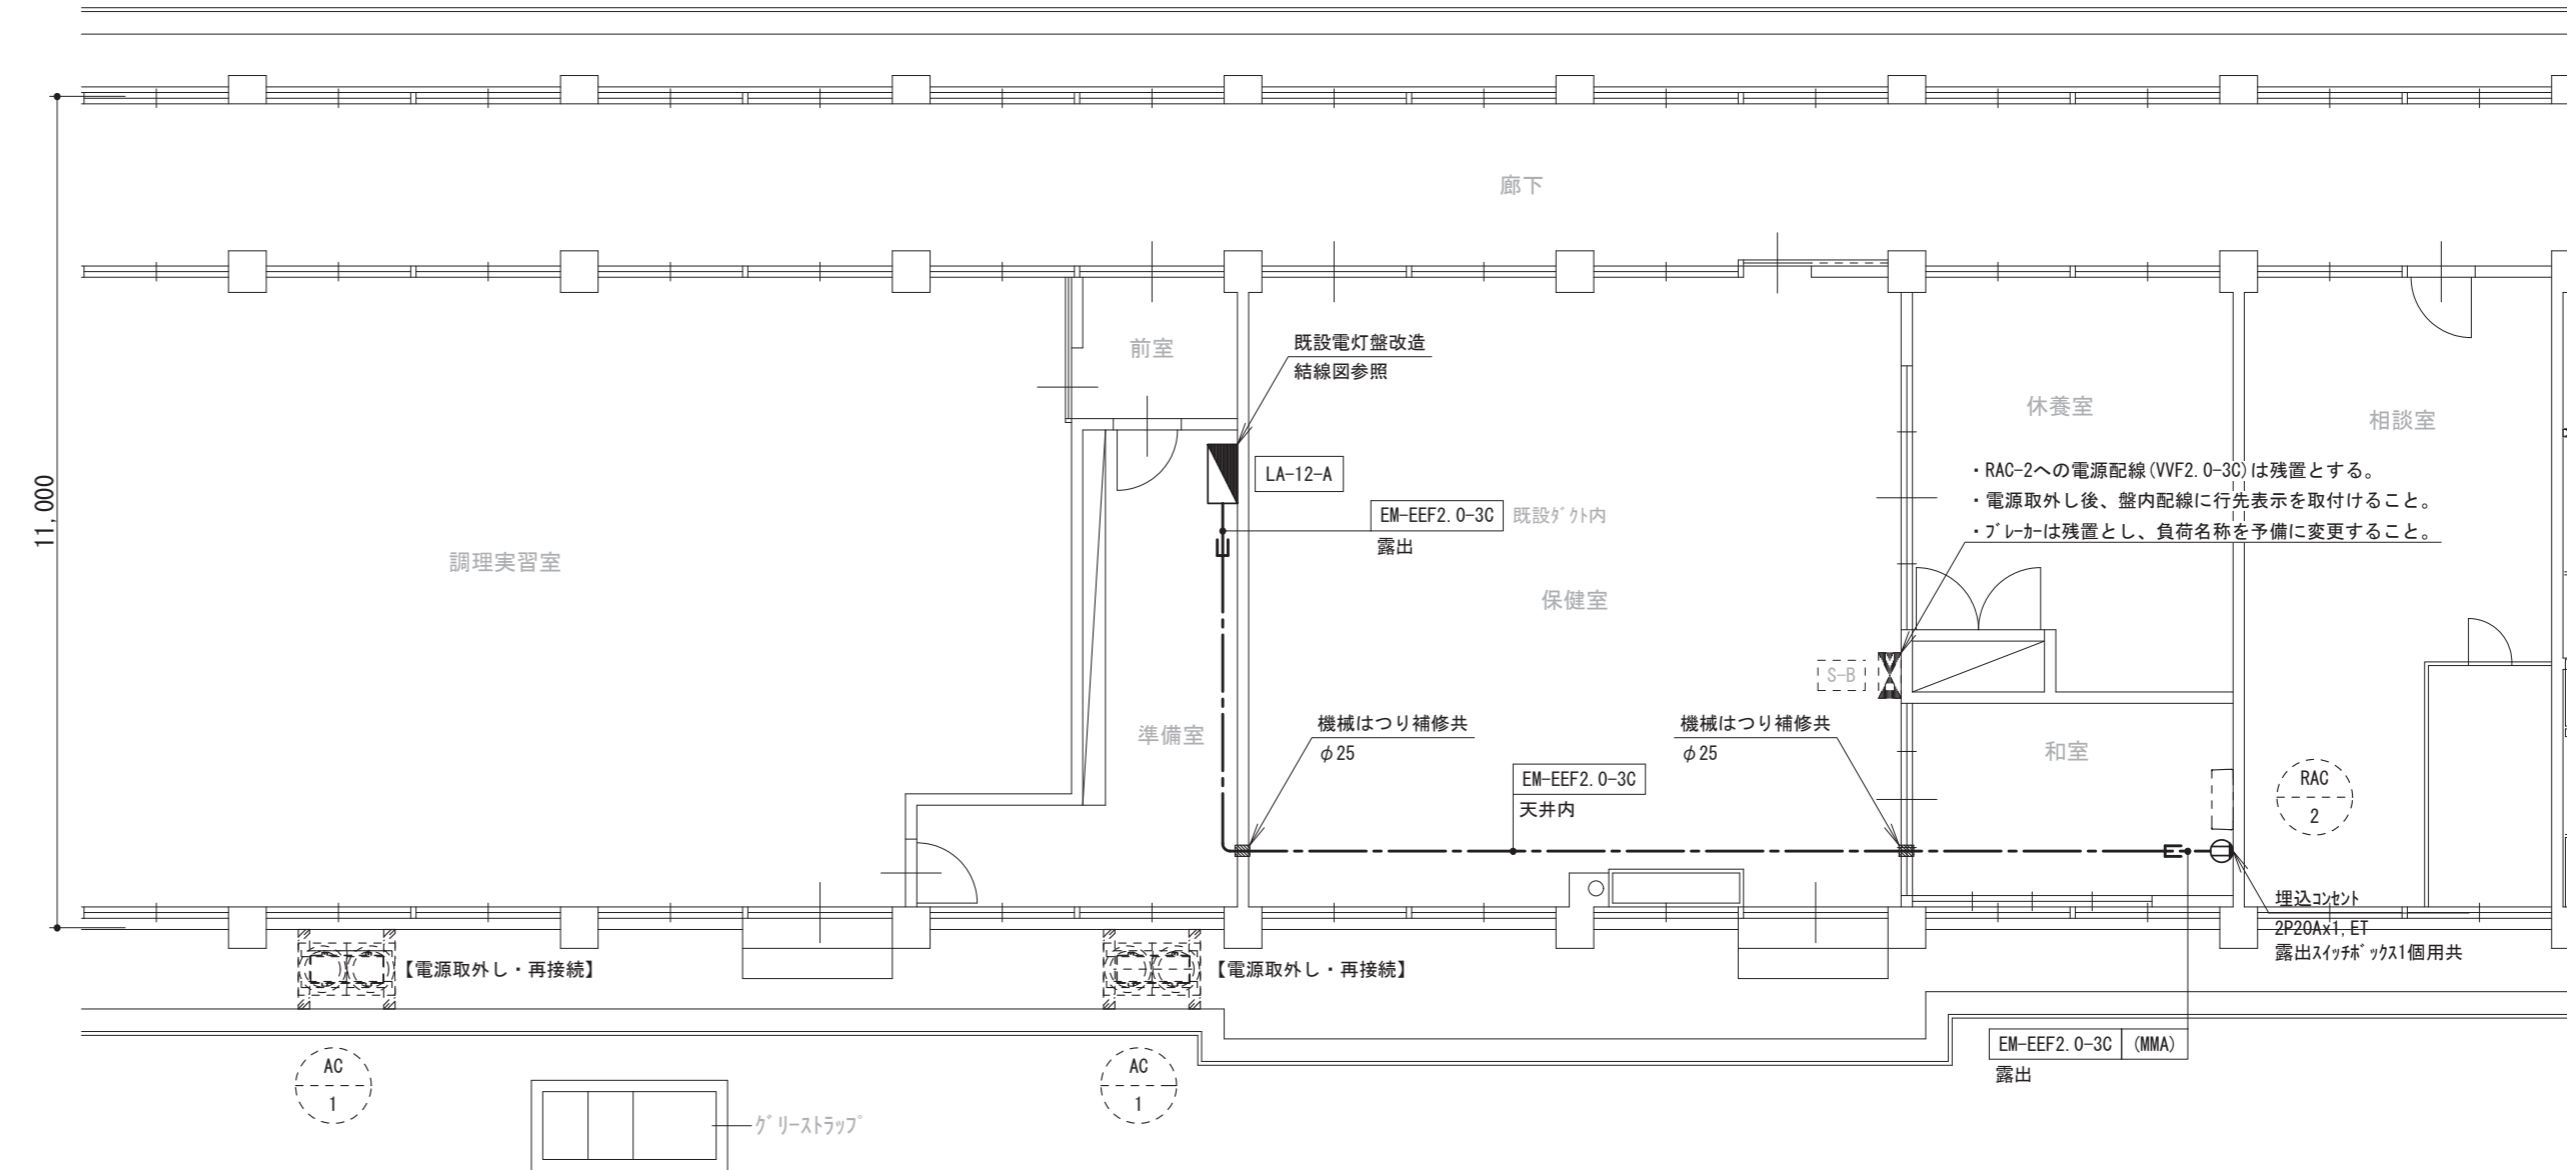 廊下
11,000
前室
既設電灯盤改造
結線図参照
LA-12-A
EM-EEF2.0-3C
既設ﾀﾞｸﾄ内
露出
休養室
相談室
・RAC-2への電源配線(VVF2.0-3C)は残置とする。
・電源取外し後、盤内配線に行先表示を取付けること。
・ﾌﾞﾚｰｶｰは残置とし、負荷名称を予備に変更すること。
調理実習室
保健室
S-B
準備室
機械はつり補修共
φ25
機械はつり補修共
φ25
EM-EEF2.0-3C
天井内
和室
RAC
2
埋込ｺﾝｾﾝﾄ
2P20Ax1,ET
露出ｽｲｯﾁﾎﾞｯｸｽ1個用共
【電源取外し・再接続】
【電源取外し・再接続】
EM-EEF2.0-3C
(MMA)
露出
AC
1
AC
1
ｸﾞﾘｰｽﾄﾗｯﾌﾟ